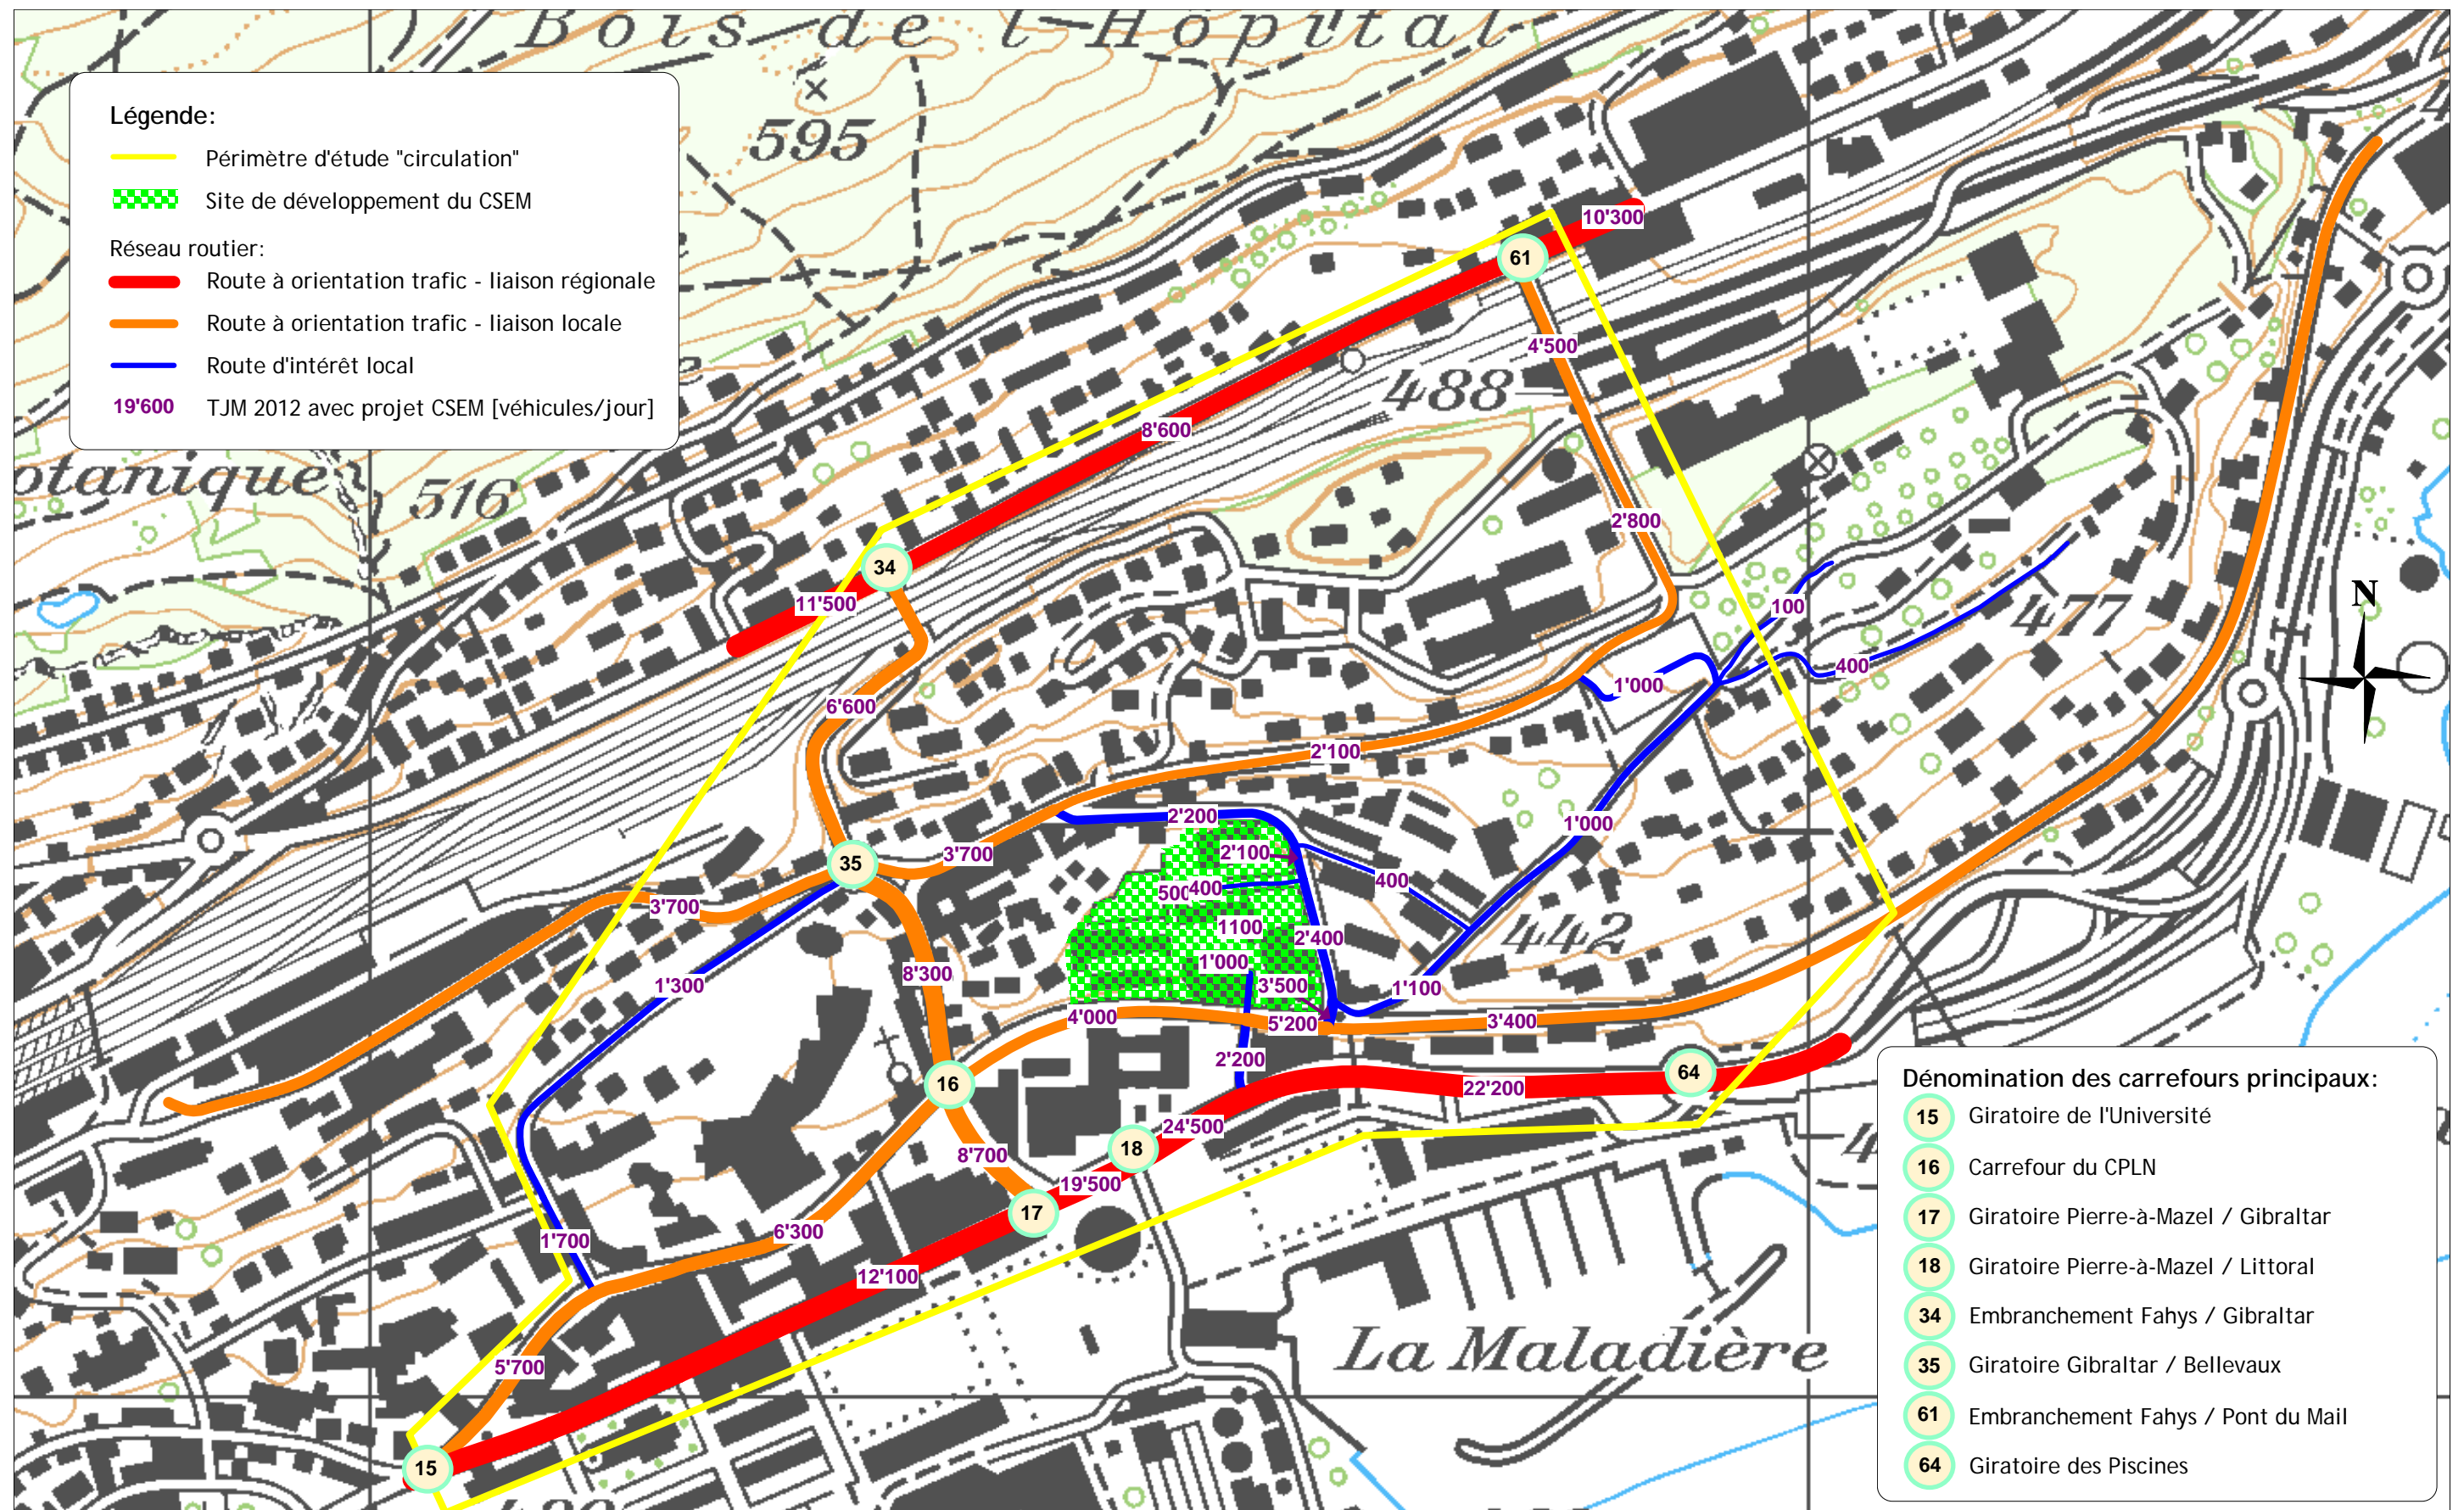 Bois de l'Hôpital
Légende:
Périmètre d'étude "circulation"
Site de développement du CSEM
Réseau routier:
Route à orientation trafic - liaison régionale
Route à orientation trafic - liaison locale
Route d'intérêt local
19'600 TJM 2012 avec projet CSEM [véhicules/jour]
595
10'300
61
4'500
488
8'600
otanique
516
2'800
34
11'500
100
477
N
400
1'000
6'600
2'100
2'200
1'000
35
3'700
2'100
400
500
400
3'700
1100
2'400
442
8'300
1'000
1'300
3'500
1'100
4'000
5'200
3'400
2'200
16
64
22'200
24'500
18
8'700
19'500
17
6'300
1'700
12'100
La Maladière
5'700
15
Dénomination des carrefours principaux:
15 Giratoire de l'Université
16 Carrefour du CPLN
17 Giratoire Pierre-à-Mazel / Gibraltar
18 Giratoire Pierre-à-Mazel / Littoral
34 Embranchement Fahys / Gibraltar
35 Giratoire Gibraltar / Bellevaux
61 Embranchement Fahys / Pont du Mail
64 Giratoire des Piscines